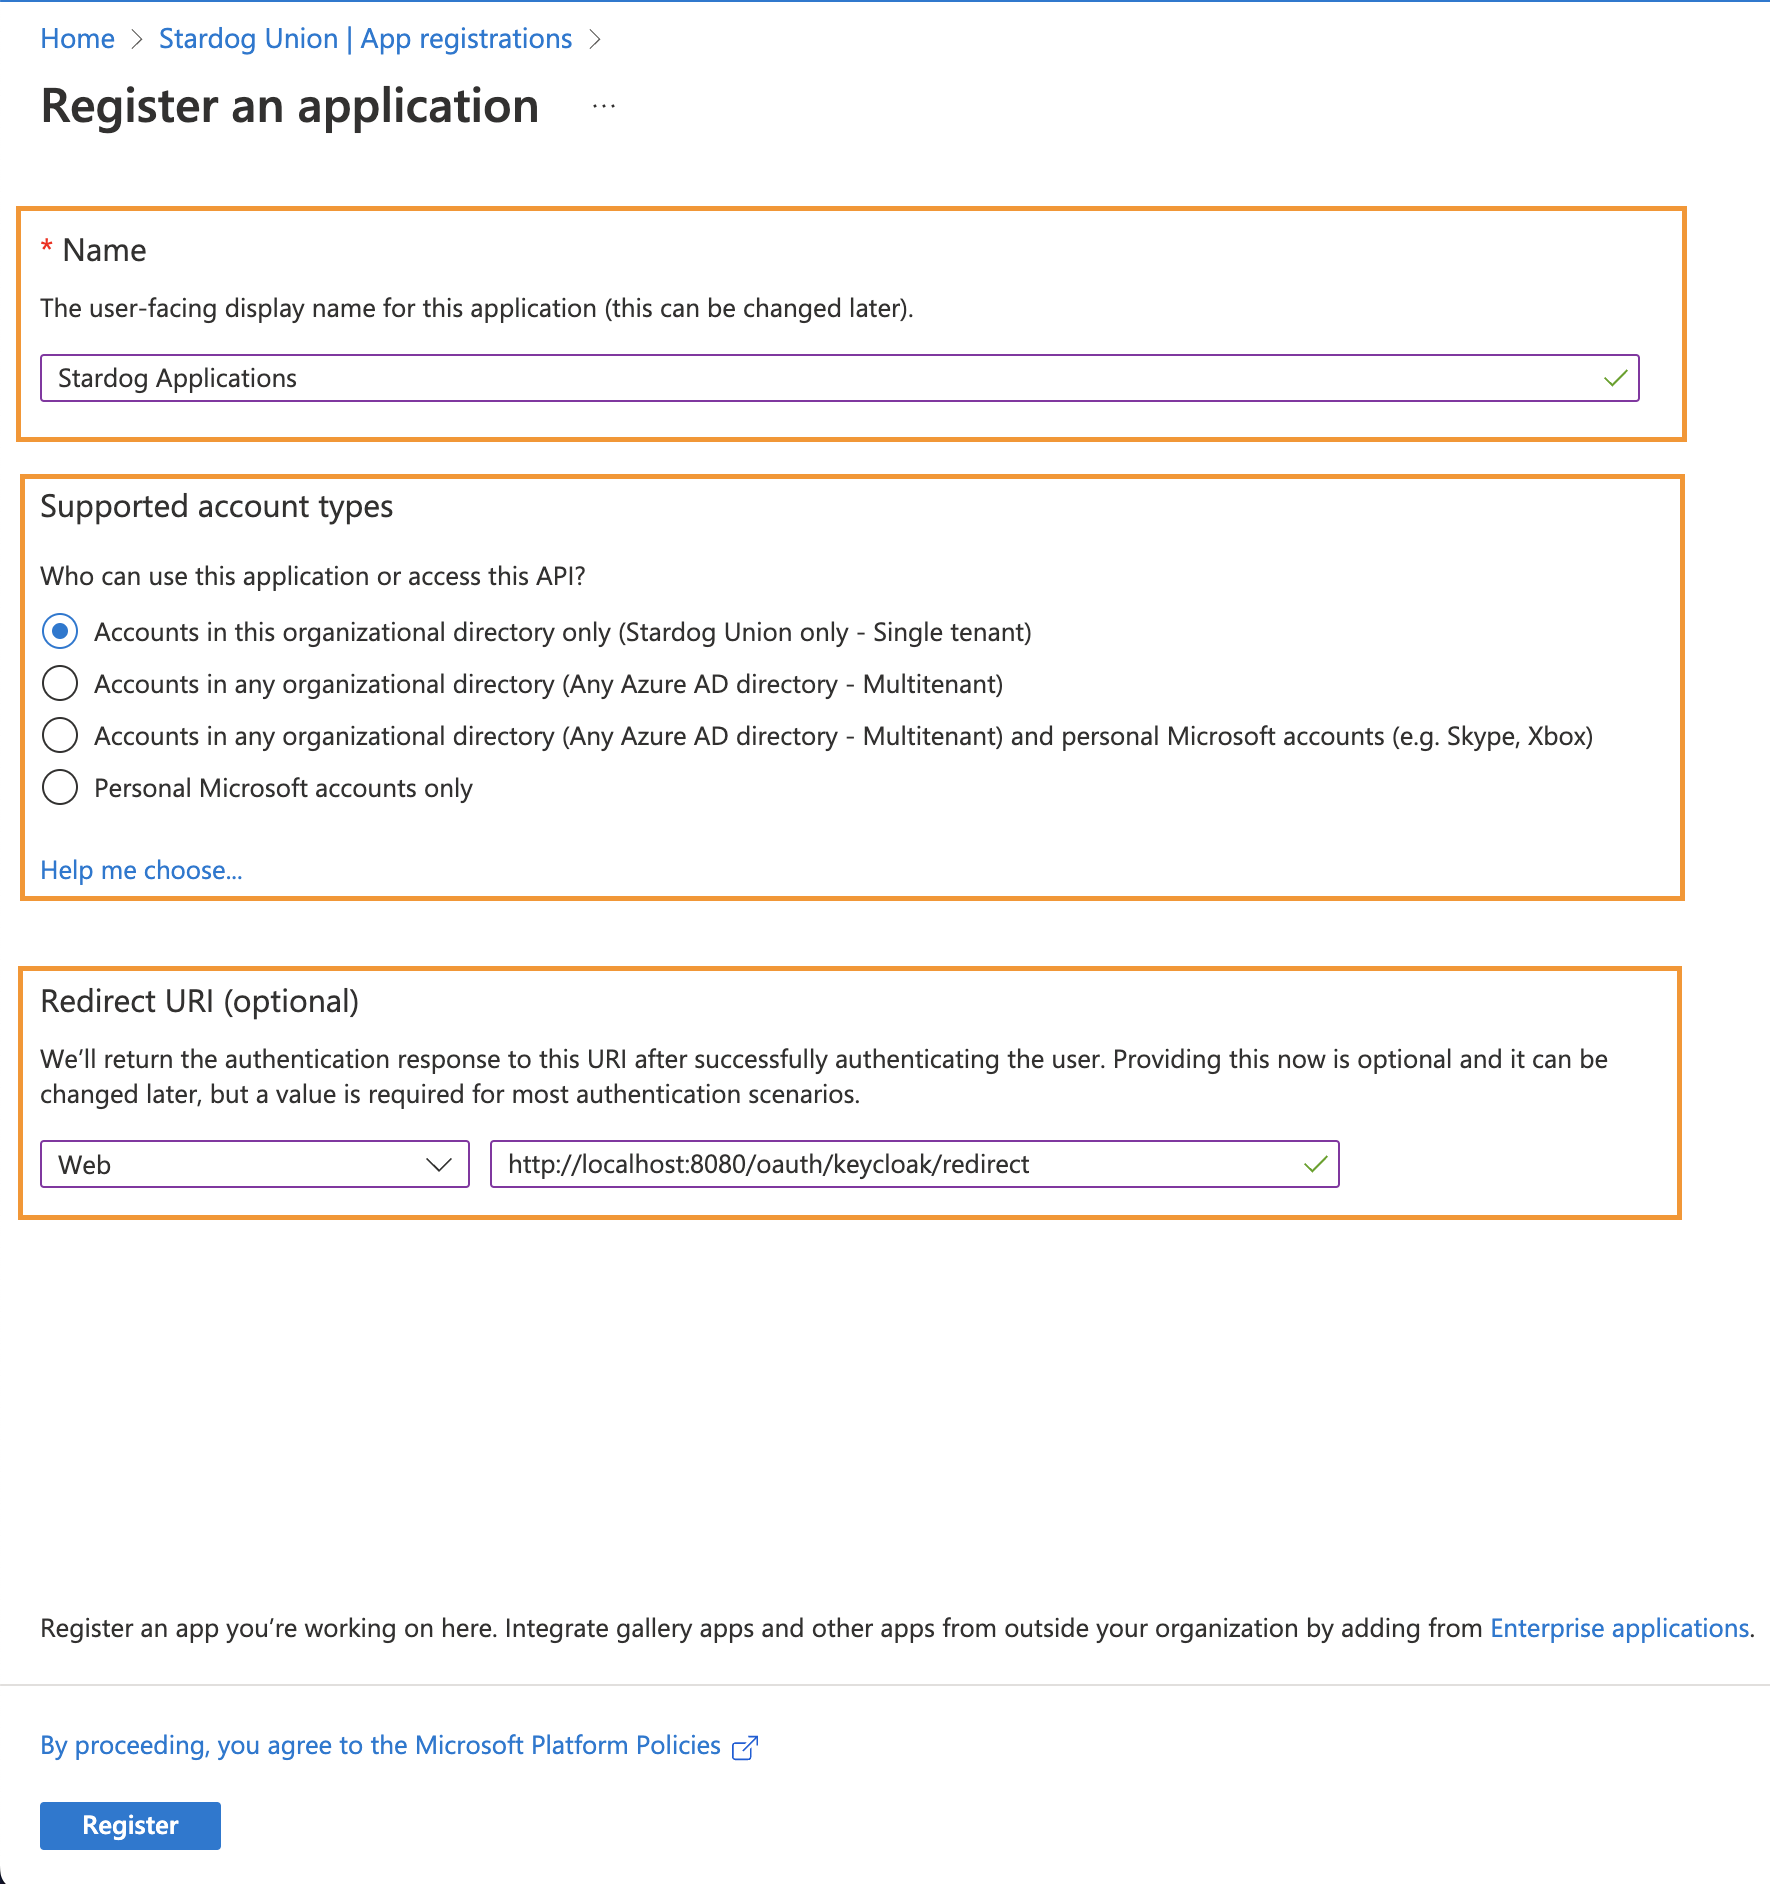 Home > Stardog Union | App registrations >
Register an application ...
* Name
The user-facing display name for this application (this can be changed later).
Stardog Applications
Supported account types
Who can use this application or access this API?
Accounts in this organizational directory only (Stardog Union only - Single tenant)
Accounts in any organizational directory (Any Azure AD directory - Multitenant)
Accounts in any organizational directory (Any Azure AD directory - Multitenant) and personal Microsoft accounts (e.g. Skype, Xbox)
Personal Microsoft accounts only
Help me choose...
Redirect URI (optional)
We’ll return the authentication response to this URI after successfully authenticating the user. Providing this now is optional and it can be
changed later, but a value is required for most authentication scenarios.
Web http://localhost:8080/oauth/keycloak/redirect
Register an app you’re working on here. Integrate gallery apps and other apps from outside your organization by adding from Enterprise applications.
By proceeding, you agree to the Microsoft Platform Policies
Register